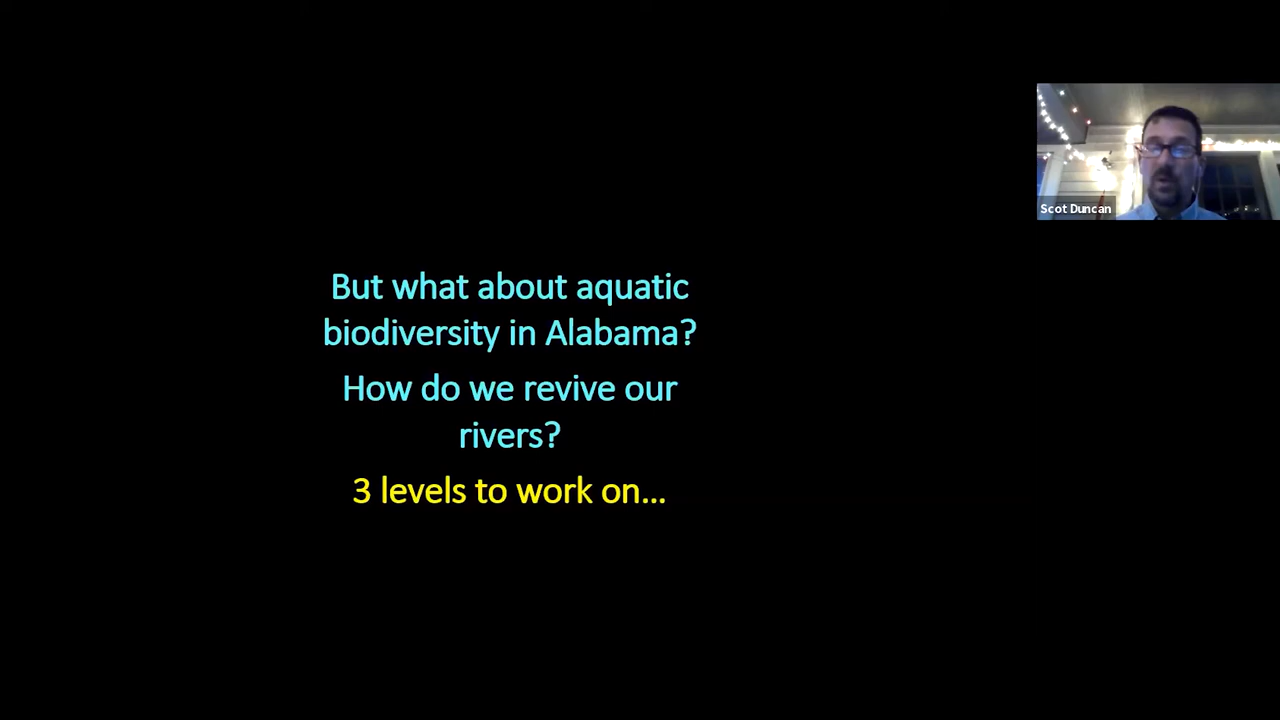 Scot Duncan
But what about aquatic
biodiversity in Alabama?
How do we revive our
rivers?
3 levels to work on...